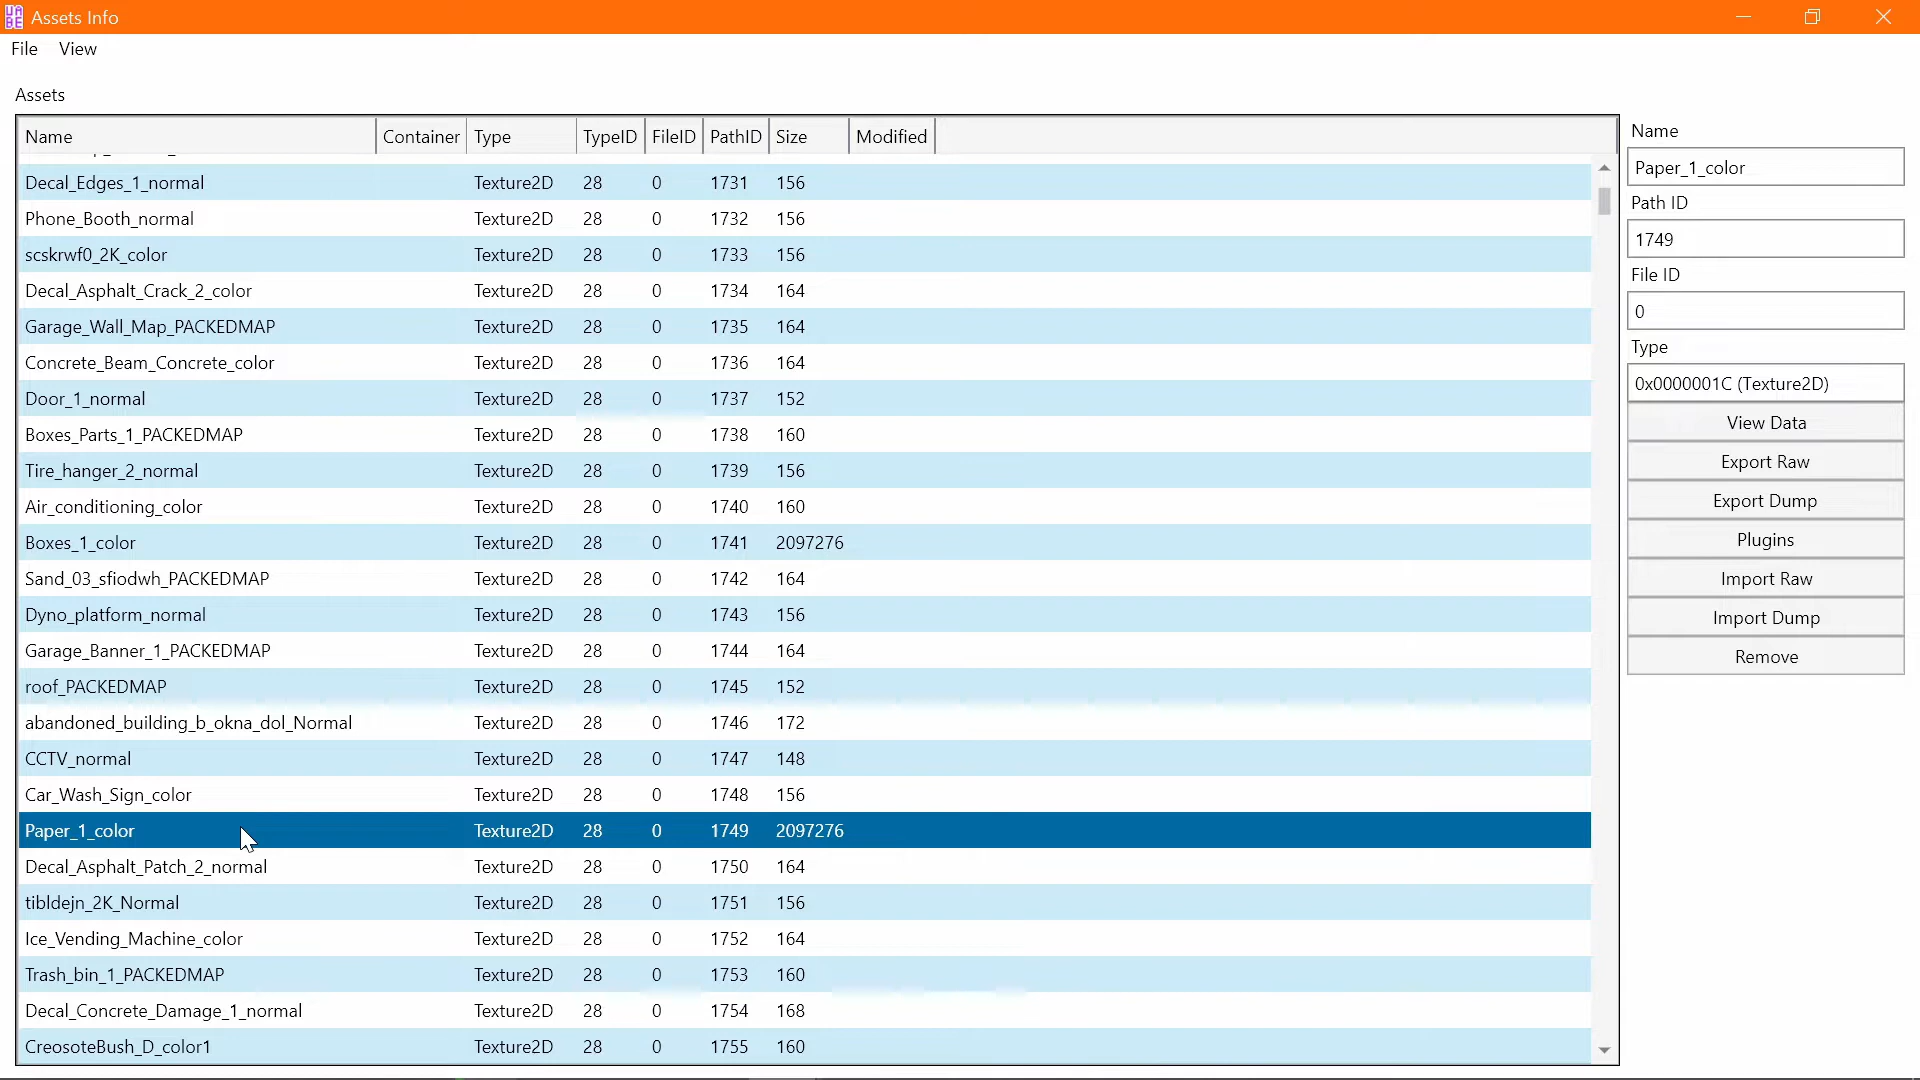 UABE Assets Info
File View
Assets
Name Container Type TypeID FileID PathID Size Modified
Decal_Edges_1_normal Texture2D 28 0 1731 156
Phone_Booth_normal Texture2D 28 0 1732 156
scskrwf0_2K_color Texture2D 28 0 1733 156
Decal_Asphalt_Crack_2_color Texture2D 28 0 1734 164
Garage_Wall_Map_PACKEDMAP Texture2D 28 0 1735 164
Concrete_Beam_Concrete_color Texture2D 28 0 1736 164
Door_1_normal Texture2D 28 0 1737 152
Boxes_Parts_1_PACKEDMAP Texture2D 28 0 1738 160
Tire_hanger_2_normal Texture2D 28 0 1739 156
Air_conditioning_color Texture2D 28 0 1740 160
Boxes_1_color Texture2D 28 0 1741 2097276
Sand_03_sfiodwh_PACKEDMAP Texture2D 28 0 1742 164
Dyno_platform_normal Texture2D 28 0 1743 156
Garage_Banner_1_PACKEDMAP Texture2D 28 0 1744 164
roof_PACKEDMAP Texture2D 28 0 1745 152
abandoned_building_b_okna_dol_Normal Texture2D 28 0 1746 172
CCTV_normal Texture2D 28 0 1747 148
Car_Wash_Sign_color Texture2D 28 0 1748 156
Paper_1_color Texture2D 28 0 1749 2097276
Decal_Asphalt_Patch_2_normal Texture2D 28 0 1750 164
tibldejn_2K_Normal Texture2D 28 0 1751 156
Ice_Vending_Machine_color Texture2D 28 0 1752 164
Trash_bin_1_PACKEDMAP Texture2D 28 0 1753 160
Decal_Concrete_Damage_1_normal Texture2D 28 0 1754 168
CreosoteBush_D_color1 Texture2D 28 0 1755 160
Name
Paper_1_color
Path ID
1749
File ID
0
Type
0x0000001C (Texture2D)
View Data
Export Raw
Export Dump
Plugins
Import Raw
Import Dump
Remove